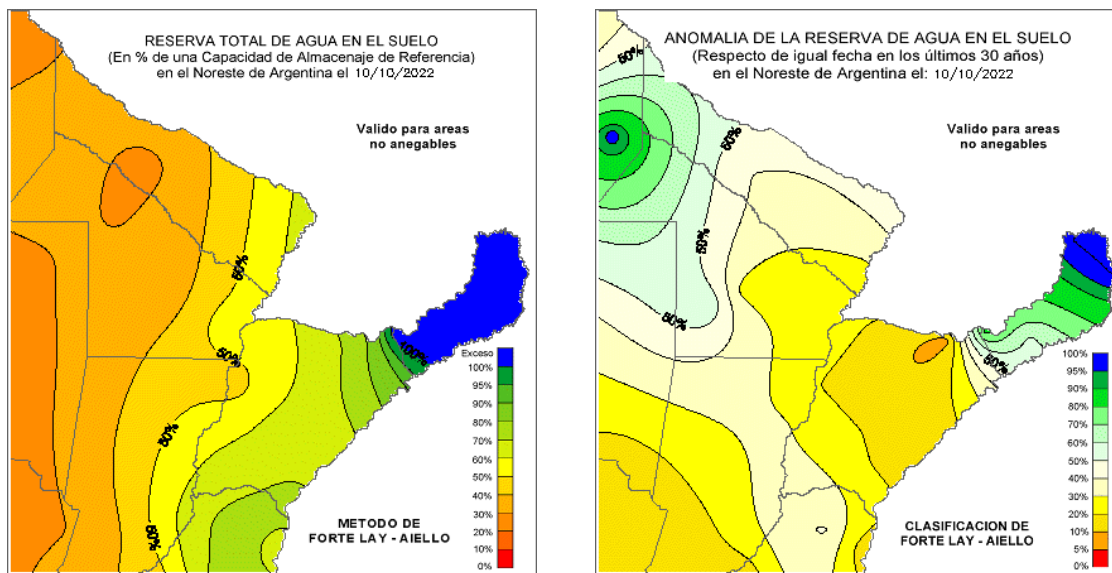 RESERVA TOTAL DE AGUA EN EL SUELO
(En % de una Capacidad de Almacenaje de Referencia)
en el Noreste de Argentina el 10/10/2022
Valido para areas
no anegables
50%
50%
50%
50%
100%
Exceso
100%
95%
90%
80%
70%
60%
50%
40%
30%
20%
10%
0%
METODO DE
FORTE LAY - AIELLO
ANOMALIA DE LA RESERVA DE AGUA EN EL SUELO
(Respecto de igual fecha en los últimos 30 años)
en el Noreste de Argentina el: 10/10/2022
Valido para areas
no anegables
50%
50%
50%
50%
50%
100%
95%
90%
80%
70%
60%
50%
40%
30%
20%
10%
5%
0%
CLASIFICACION DE
FORTE LAY - AIELLO